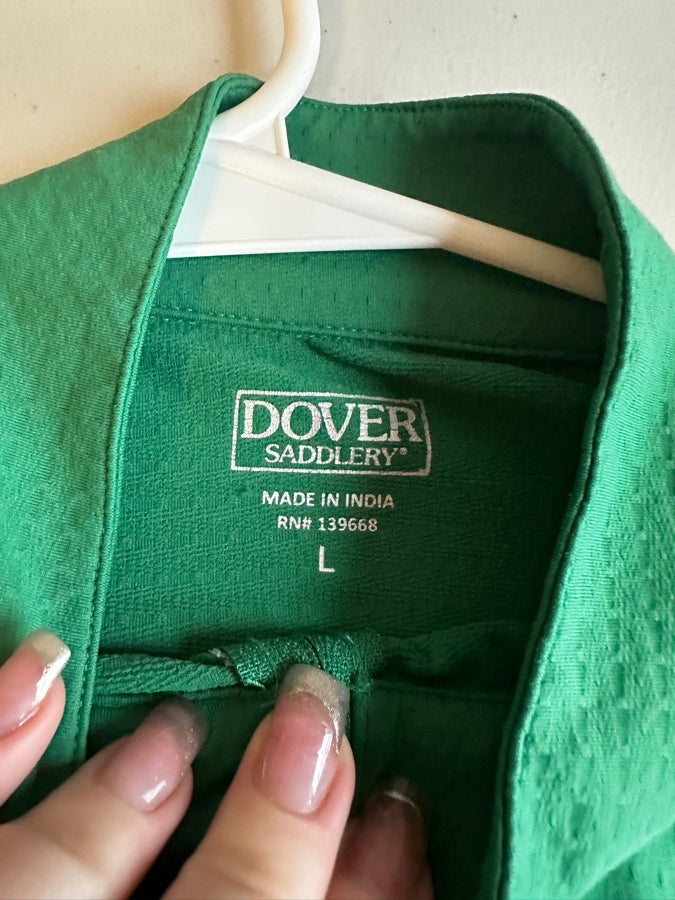 DOVER
SADDLERY®
MADE IN INDIA
RN# 139668
L